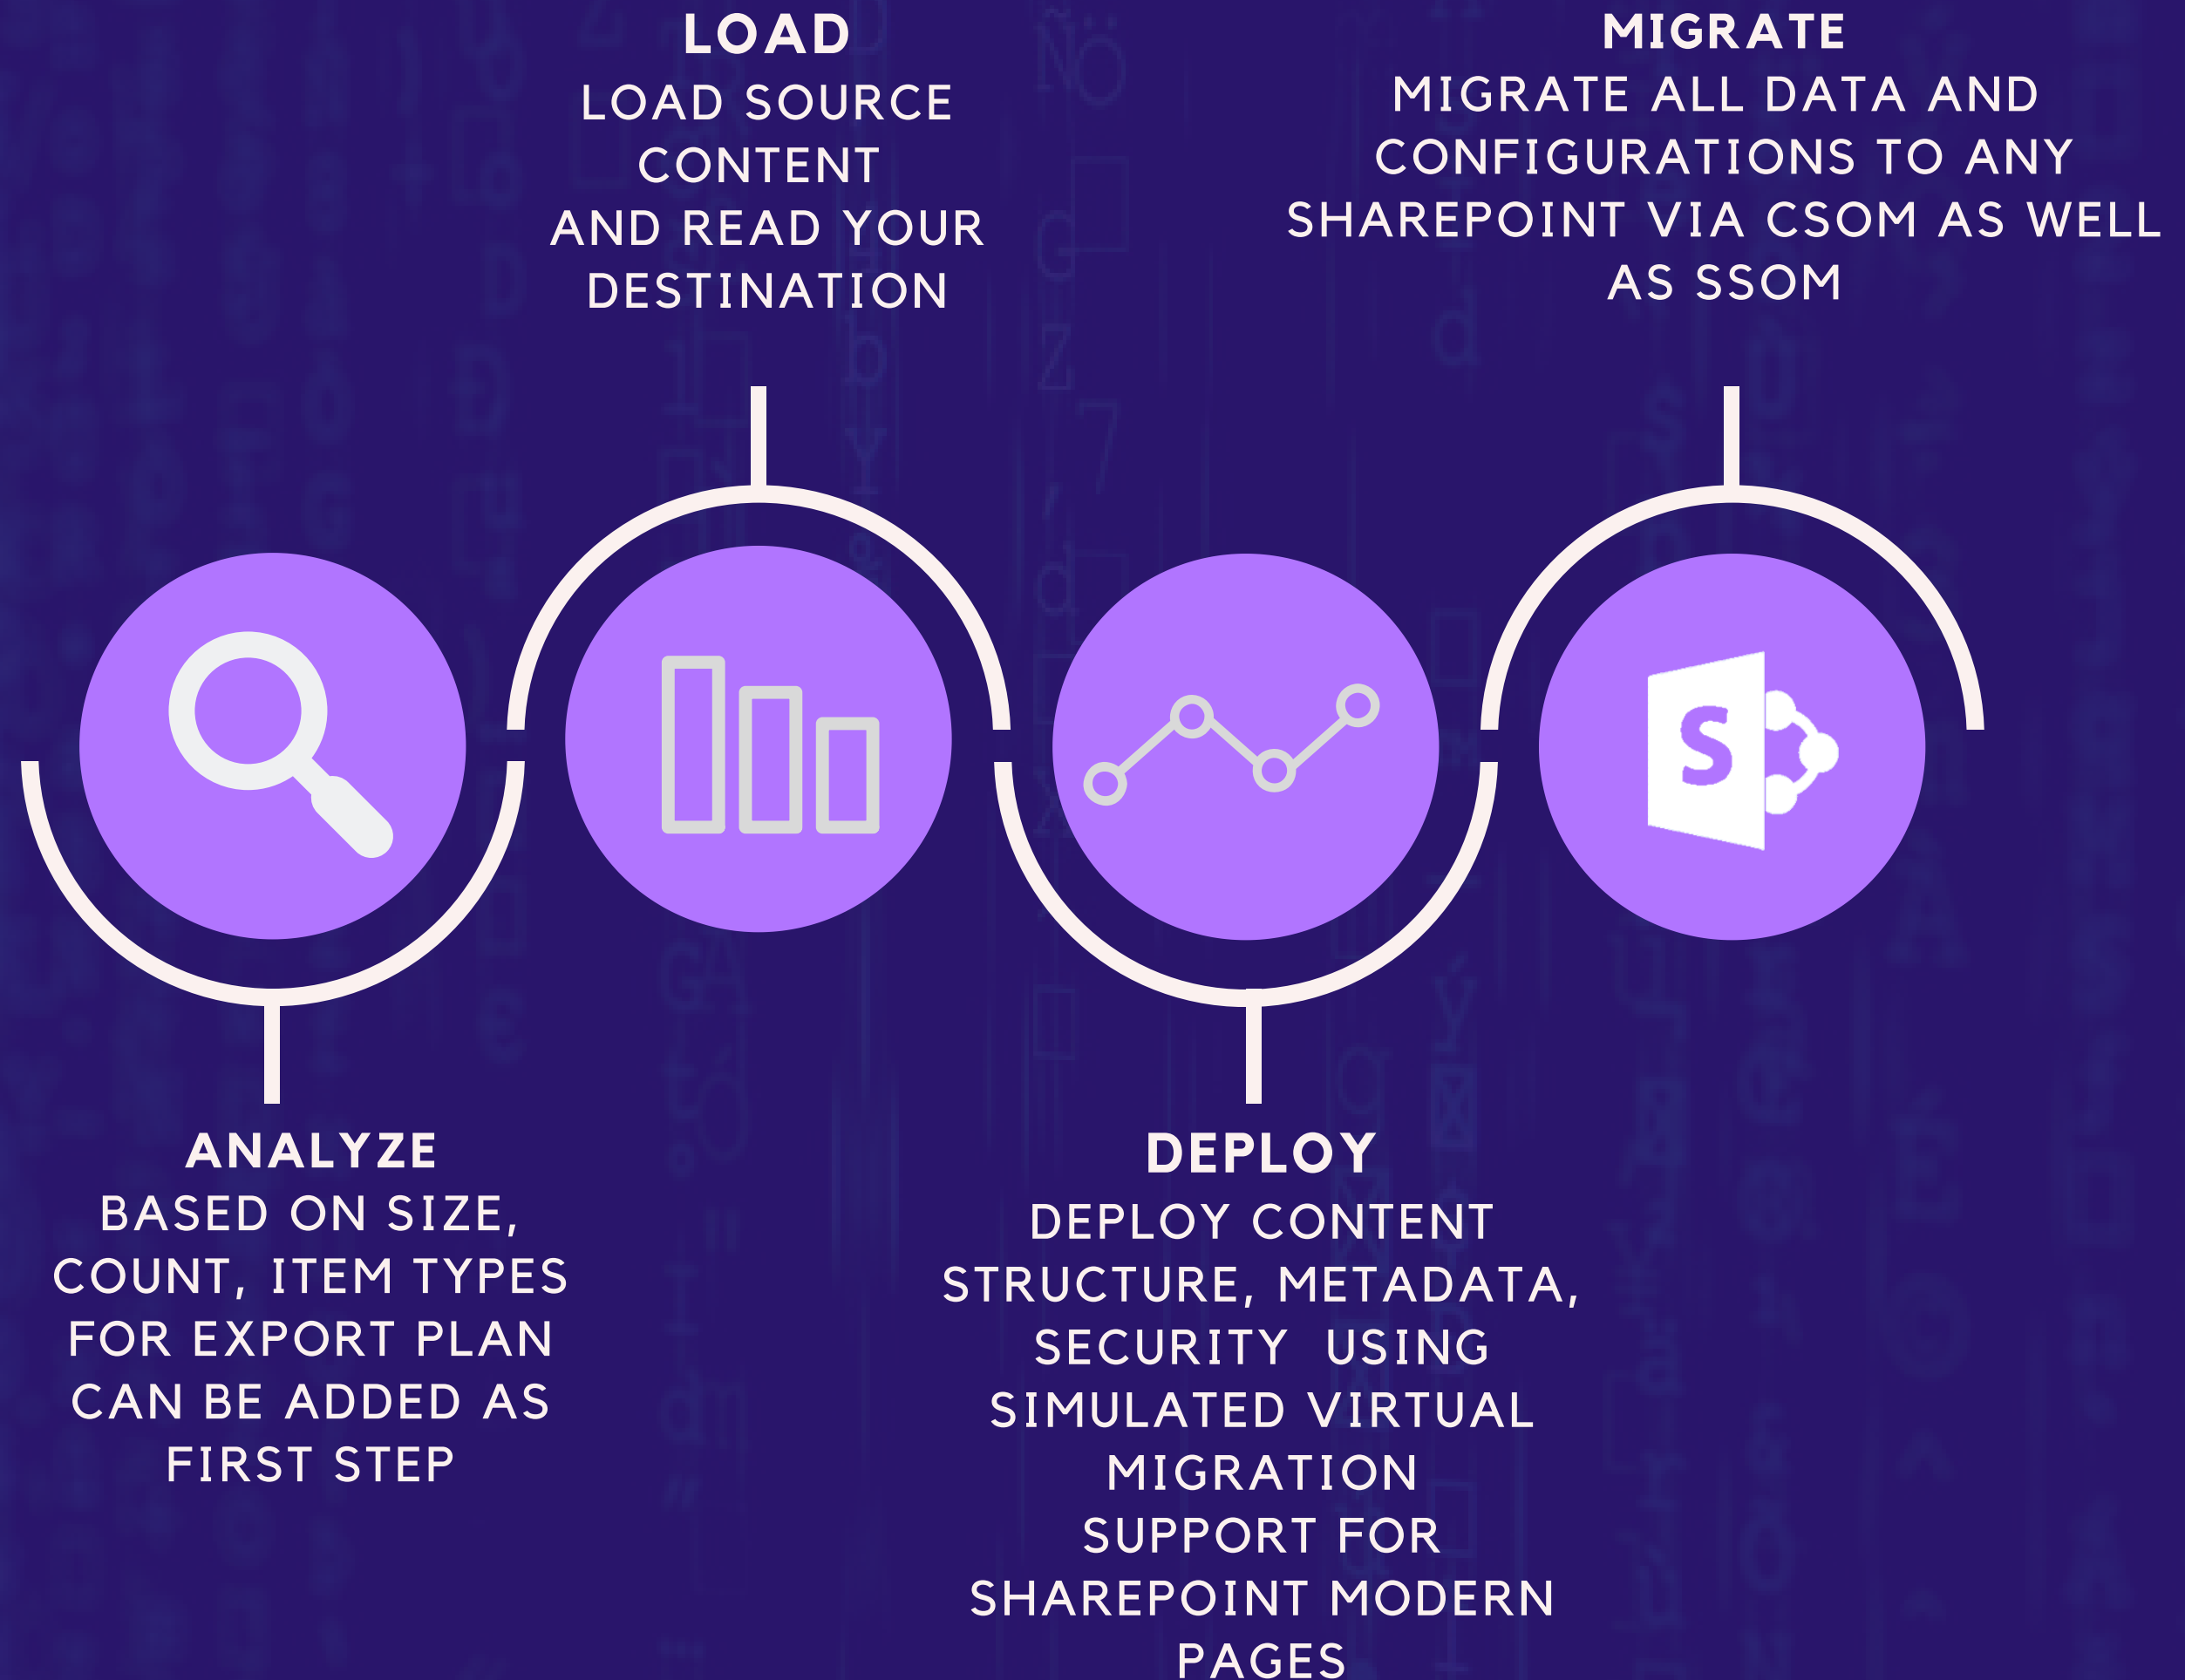 LOAD
LOAD SOURCE
CONTENT
AND READ YOUR
DESTINATION
MIGRATE
MIGRATE ALL DATA AND
CONFIGURATIONS TO ANY
SHAREPOINT VIA CSOM AS WELL
AS SSOM
S
ANALYZE
BASED ON SIZE,
COUNT, ITEM TYPES
FOR EXPORT PLAN
CAN BE ADDED AS
FIRST STEP
DEPLOY
DEPLOY CONTENT
STRUCTURE, METADATA,
SECURITY  USING
SIMULATED VIRTUAL
MIGRATION
SUPPORT FOR
SHAREPOINT MODERN
PAGES